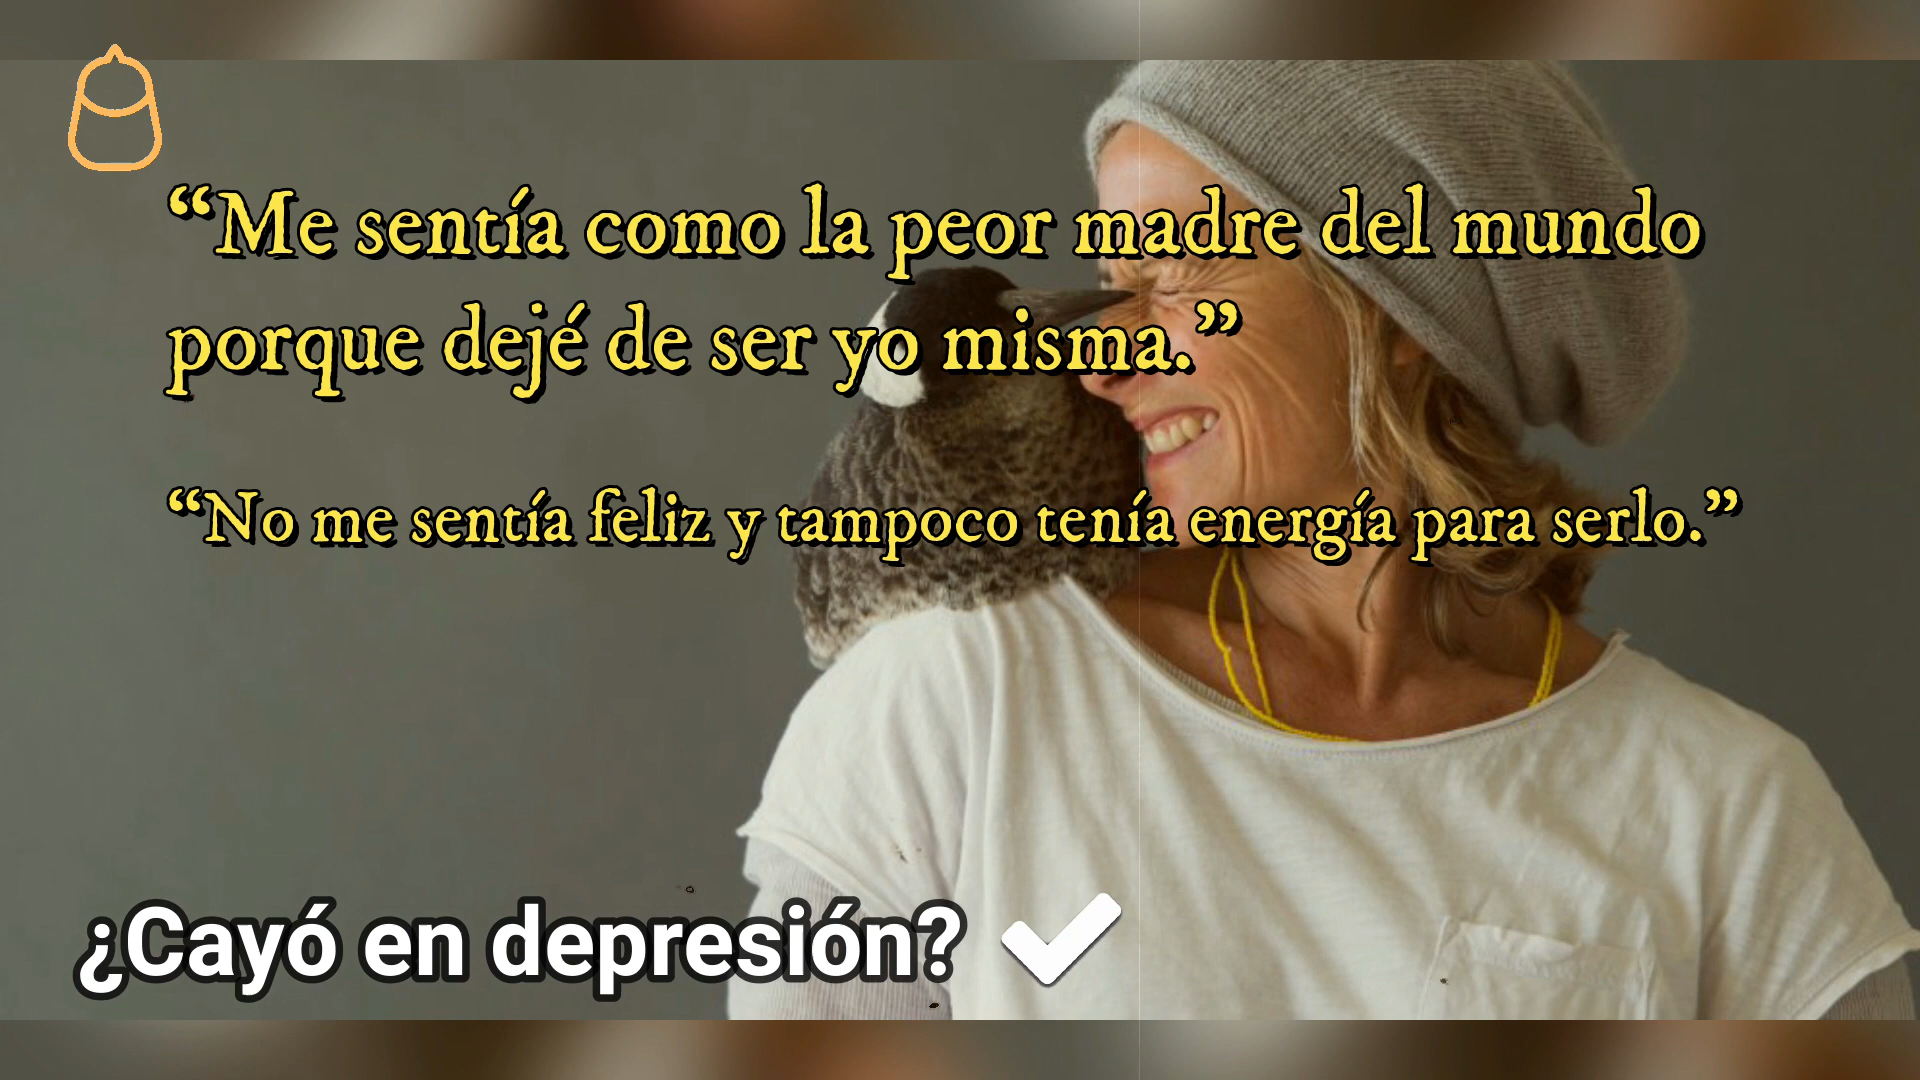 “Me sentía como la peor madre del mundo
porque dejé de ser yo misma.”
“No me sentía feliz y tampoco tenía energía para serlo.”
¿Cayó en depresión?